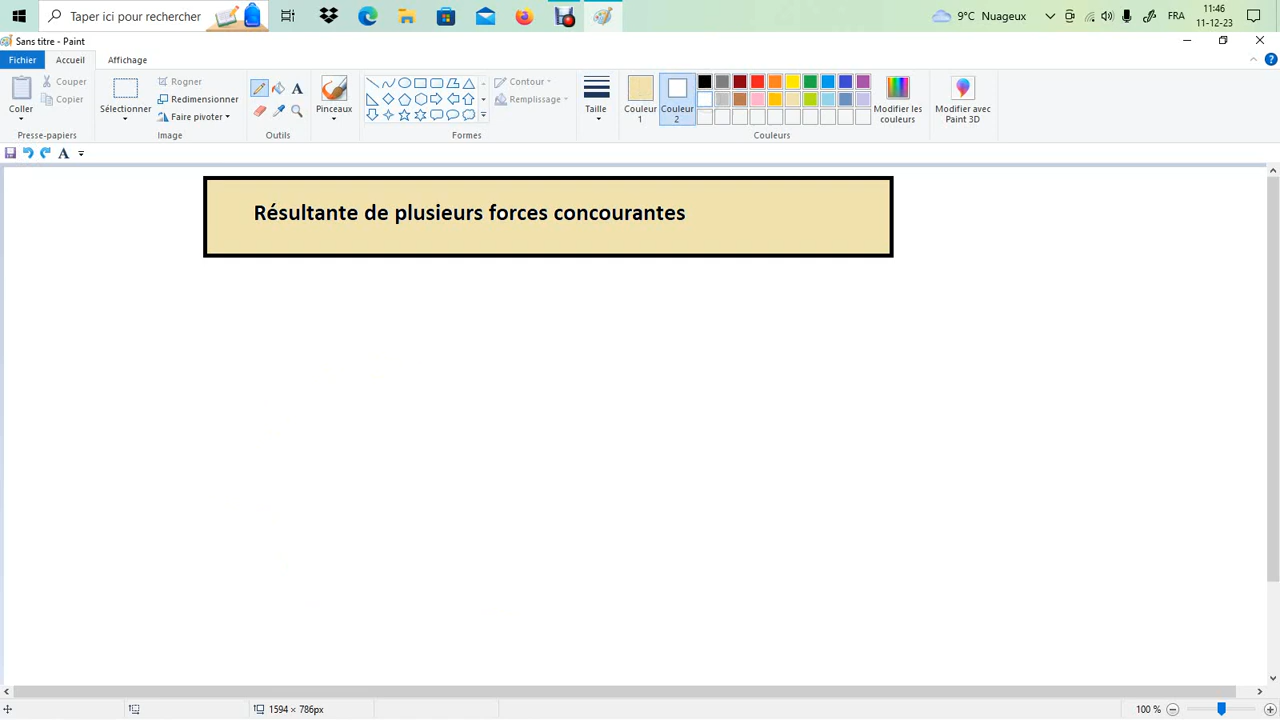 Taper ici pour rechercher
9°C Nuageux
FRA
11:46
11-12-23
Sans titre - Paint
Fichier
Accueil
Affichage
Coller
Couper
Copier
Presse-papiers
Sélectionner
Rogner
Redimensionner
Faire pivoter
Image
A
Outils
Pinceaux
Contour
Remplissage
Formes
Taille
Couleur 1
Couleur 2
Modifier les couleurs
Couleurs
Modifier avec Paint 3D
A
Résultante de plusieurs forces concourantes
1594 × 786px
100 %